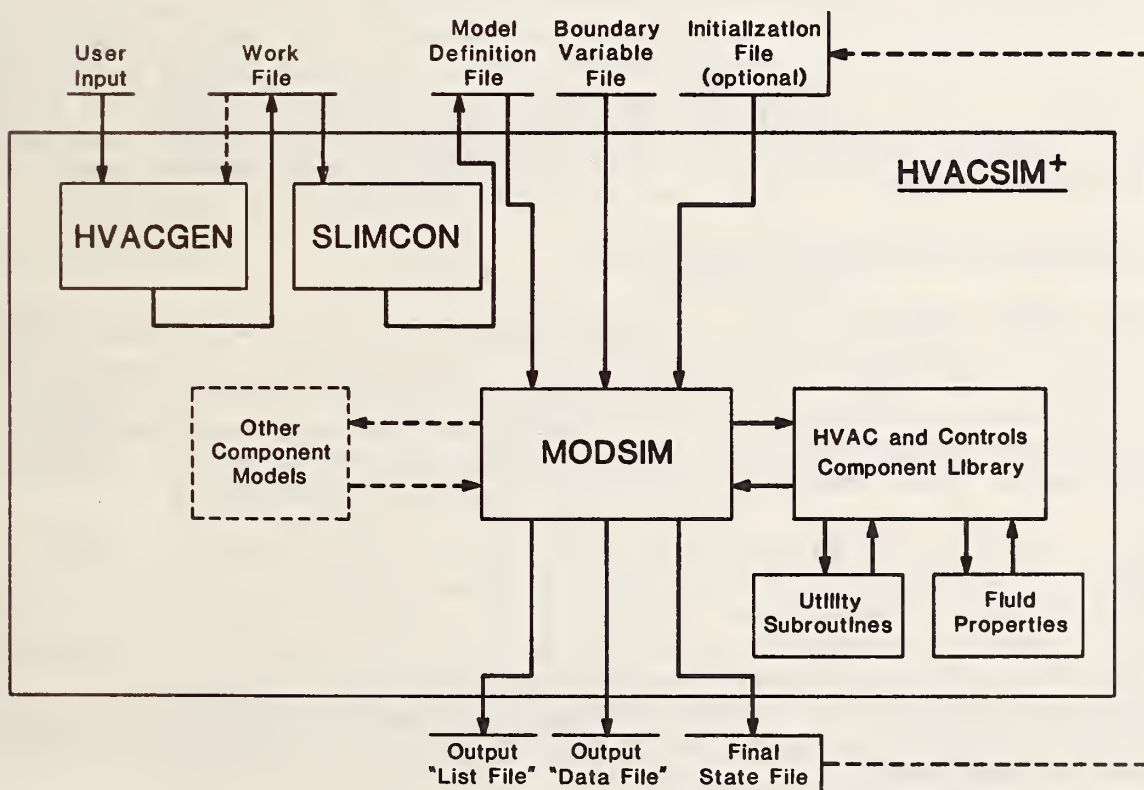 User
Input
Work
File
Model
Definition
File
Boundary
Variable
File
Initialization
File
(optional)
HVACSIM+
HVACGEN
SLIMCON
Other
Component
Models
MODSIM
HVAC and Controls
Component Library
Utility
Subroutines
Fluid
Properties
Output
"List File"
Output
"Data File"
Final
State File